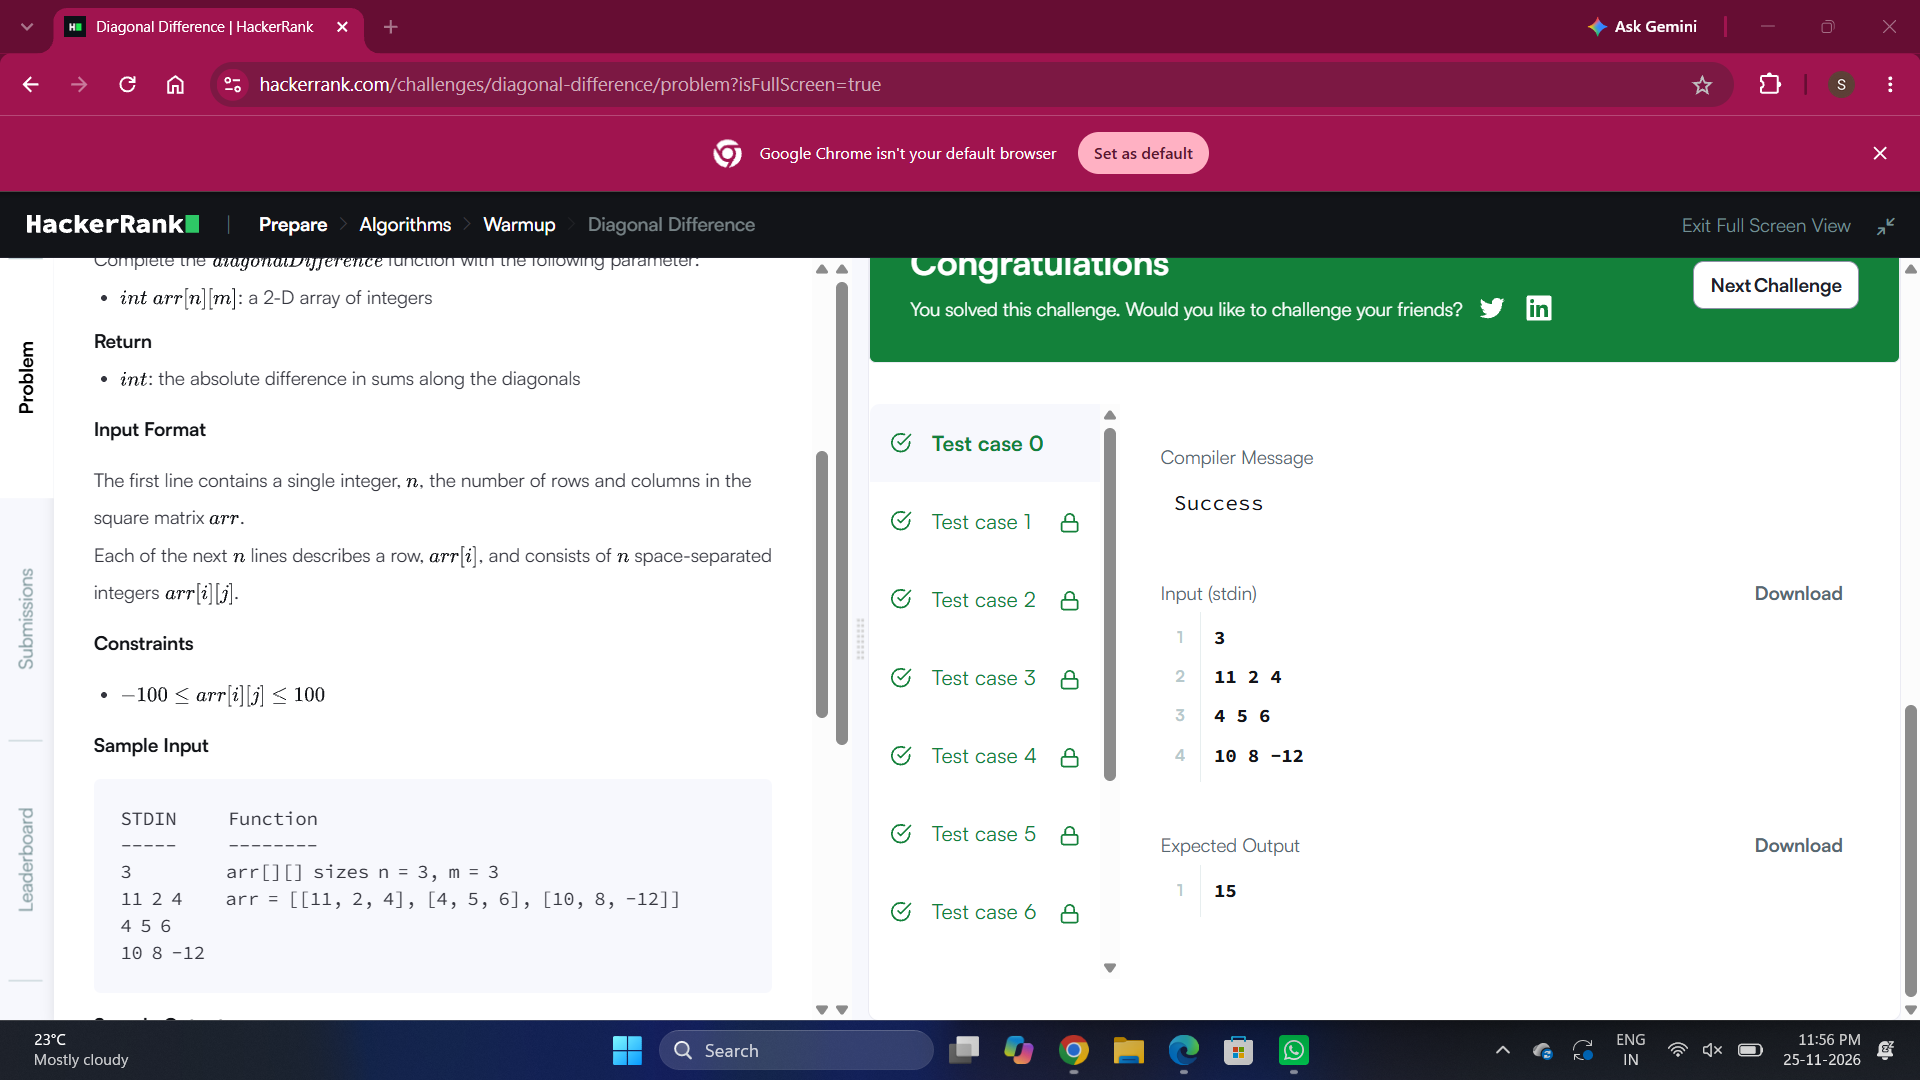 Diagonal Difference | HackerRank
Ask Gemini
hackerrank.com/challenges/diagonal-difference/problem?isFullScreen=true
S
Google Chrome isn't your default browser
Set as default
HackerRank
Prepare
Algorithms
Warmup
Diagonal Difference
Exit Full Screen View
Problem
Submissions
Leaderboard
Complete the diagonalDifference function with the following parameter:
• int arr[n][m]: a 2-D array of integers
Return
• int: the absolute difference in sums along the diagonals
Input Format
The first line contains a single integer, n, the number of rows and columns in the
square matrix arr.
Each of the next n lines describes a row, arr[i], and consists of n space-separated
integers arr[i][j].
Constraints
• −100 ≤ arr[i][j] ≤ 100
Sample Input
STDIN Function
----- --------
3 arr[][] sizes n = 3, m = 3
11 2 4 arr = [[11, 2, 4], [4, 5, 6], [10, 8, -12]]
4 5 6
10 8 -12
Congratulations
You solved this challenge. Would you like to challenge your friends?
Next Challenge
Test case 0
Test case 1
Test case 2
Test case 3
Test case 4
Test case 5
Test case 6
Compiler Message
Success
Input (stdin)
Download
1 3
2 11 2 4
3 4 5 6
4 10 8 -12
Expected Output
Download
1 15
23°C
Mostly cloudy
Search
ENG
IN
11:56 PM
25-11-2026